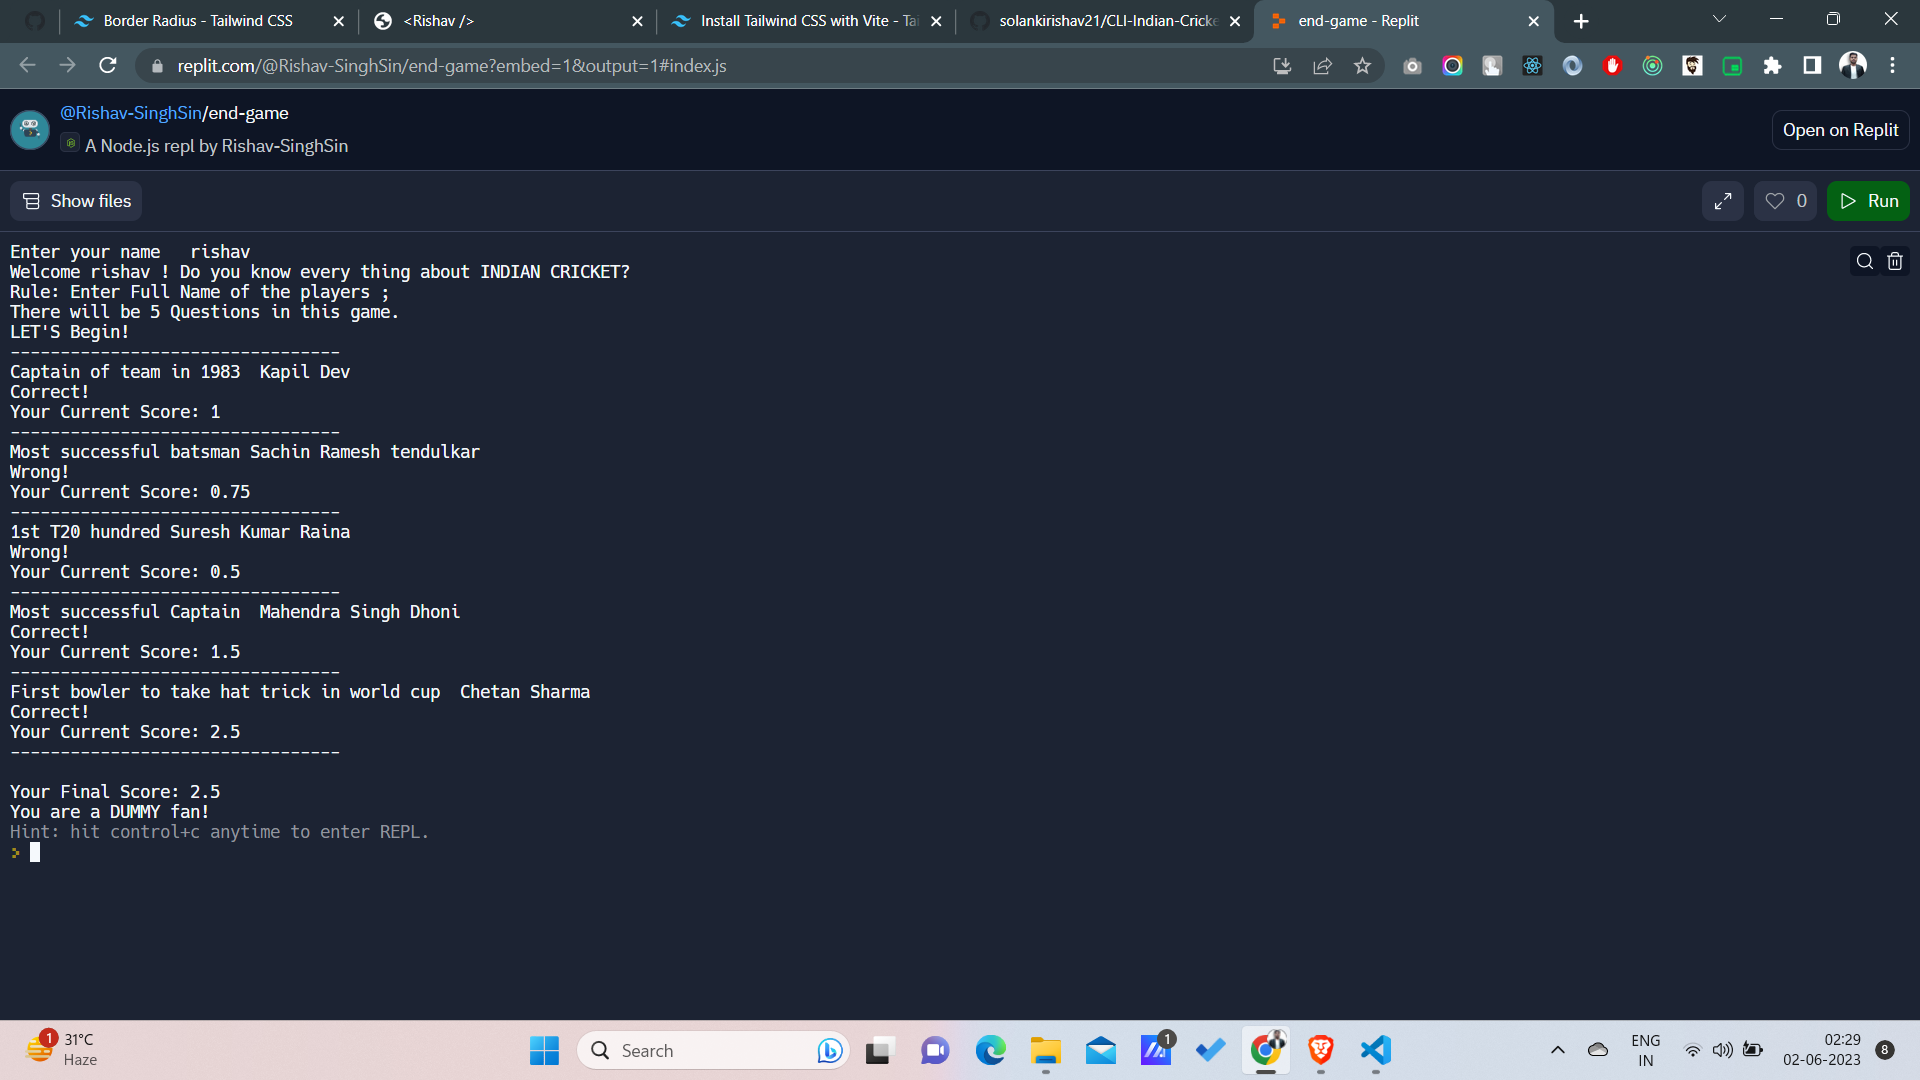 Border Radius - Tailwind CSS
<Rishav />
Install Tailwind CSS with Vite - Tai
solankirishav21/CLI-Indian-Cricke
end-game - Replit
replit.com/@Rishav-SinghSin/end-game?embed=1&output=1#index.js
@Rishav-SinghSin/end-game
A Node.js repl by Rishav-SinghSin
Open on Replit
Show files
0
Run
Enter your name   rishav
Welcome rishav ! Do you know every thing about INDIAN CRICKET?
Rule: Enter Full Name of the players ;
There will be 5 Questions in this game.
LET'S Begin!
---------------------------------
Captain of team in 1983  Kapil Dev
Correct!
Your Current Score: 1
---------------------------------
Most successful batsman Sachin Ramesh tendulkar
Wrong!
Your Current Score: 0.75
---------------------------------
1st T20 hundred Suresh Kumar Raina
Wrong!
Your Current Score: 0.5
---------------------------------
Most successful Captain  Mahendra Singh Dhoni
Correct!
Your Current Score: 1.5
---------------------------------
First bowler to take hat trick in world cup  Chetan Sharma
Correct!
Your Current Score: 2.5
---------------------------------
Your Final Score: 2.5
You are a DUMMY fan!
Hint: hit control+c anytime to enter REPL.
>
1
31°C
Haze
Search
1
ENG
IN
02:29
02-06-2023
8